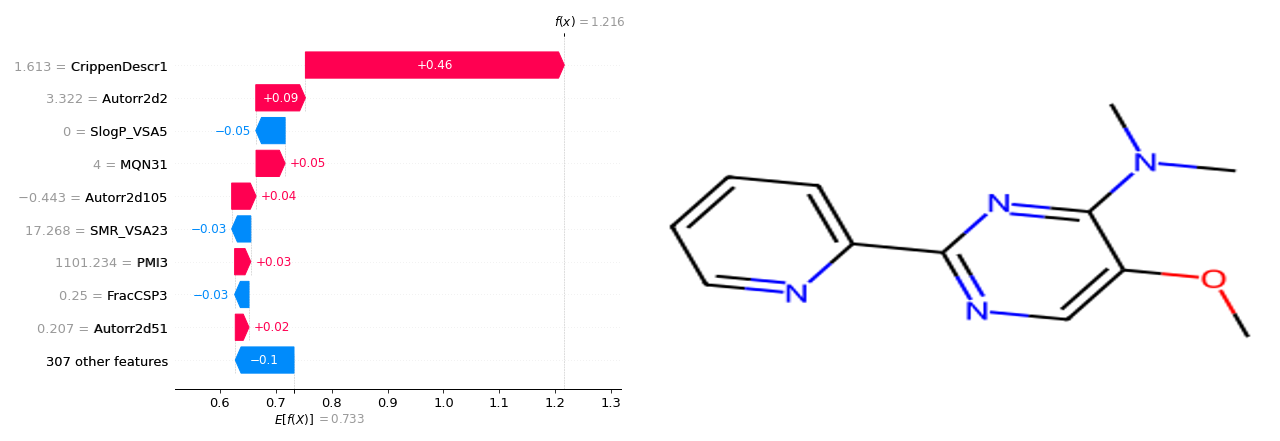 f(x) = 1.216
1.613 = CrippenDescr1 +0.46
3.322 = Autorr2d2 +0.09
0 = SlogP_VSA5 −0.05
4 = MQN31 +0.05
−0.443 = Autorr2d105 +0.04
17.268 = SMR_VSA23 −0.03
1101.234 = PMI3 +0.03
0.25 = FracCSP3 −0.03
0.207 = Autorr2d51 +0.02
307 other features −0.1
0.6 0.7 0.8 0.9 1.0 1.1 1.2 1.3
E[f(X)] = 0.733
N
N
N
N
O